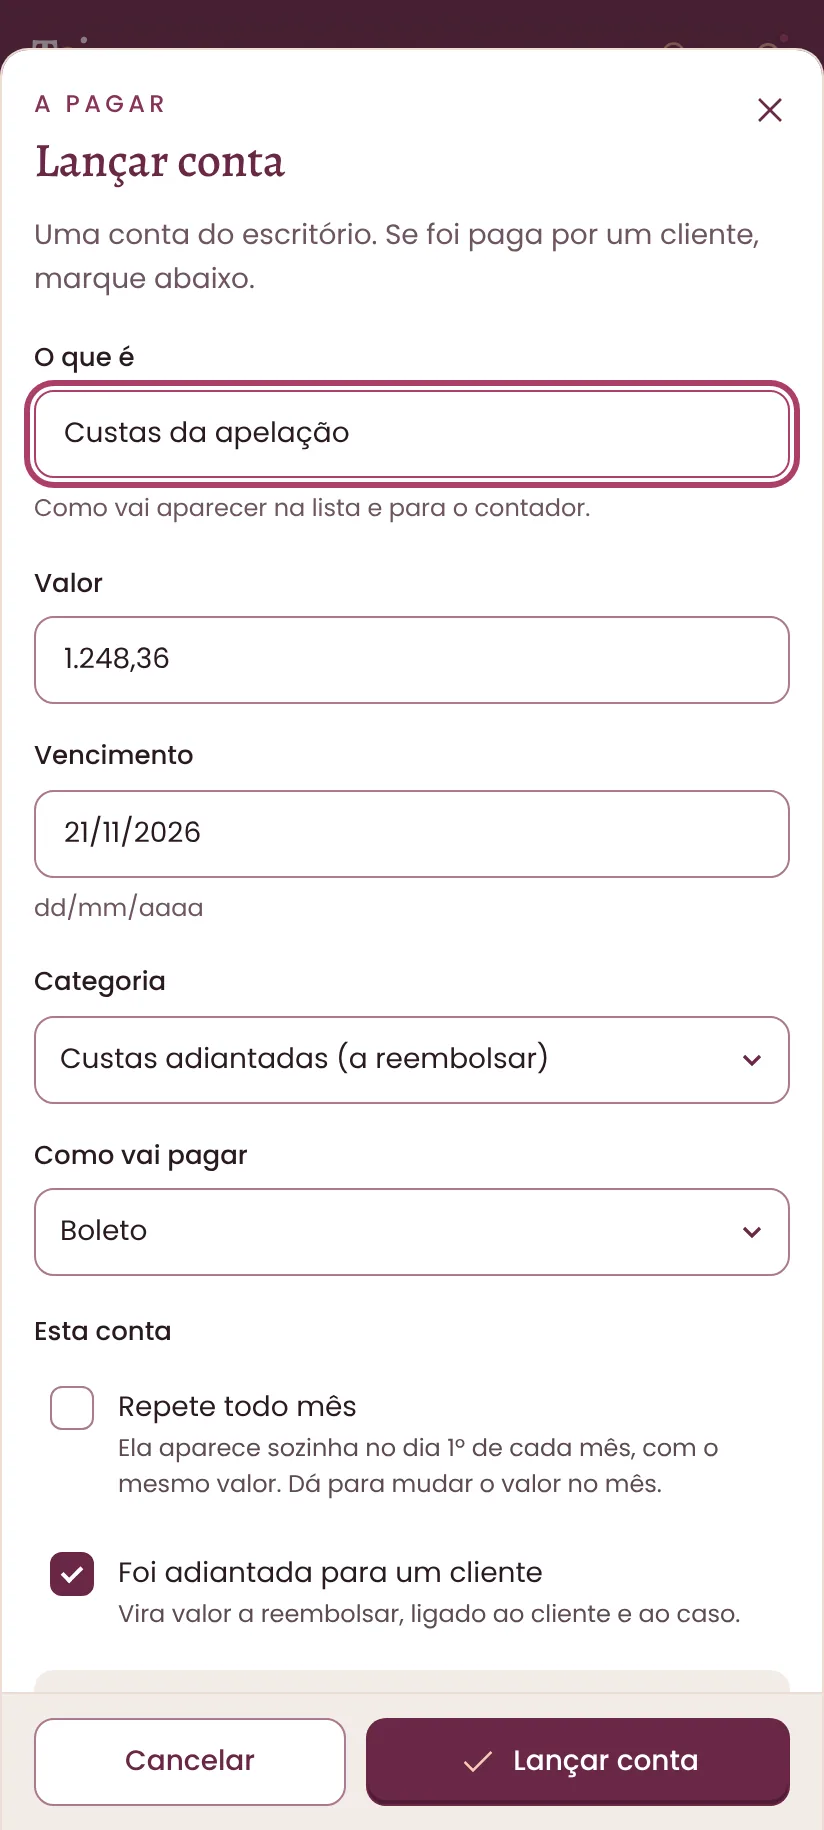 A PAGAR
Lançar conta
Uma conta do escritório. Se foi paga por um cliente,
marque abaixo.
O que é
Custas da apelação
Como vai aparecer na lista e para o contador.
Valor
1.248,36
Vencimento
21/11/2026
dd/mm/aaaa
Categoria
Custas adiantadas (a reembolsar)
Como vai pagar
Boleto
Esta conta
Repete todo mês
Ela aparece sozinha no dia 1º de cada mês, com o
mesmo valor. Dá para mudar o valor no mês.
Foi adiantada para um cliente
Vira valor a reembolsar, ligado ao cliente e ao caso.
Cancelar
Lançar conta